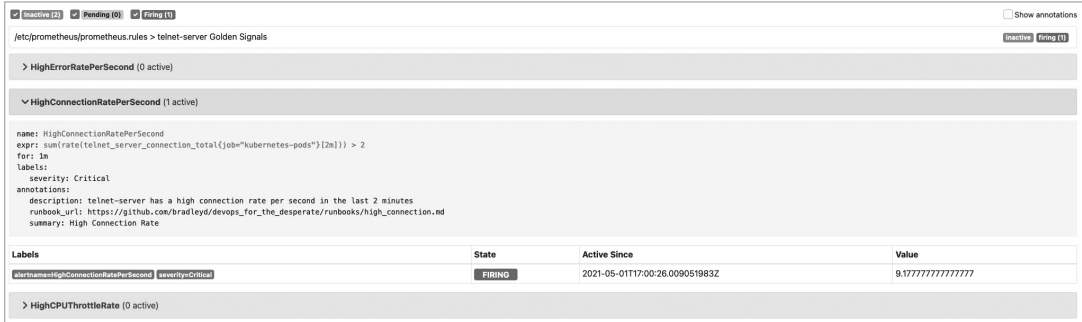 Inactive (2) Pending (0) Firing (1) Show annotations
/etc/prometheus/prometheus.rules > telnet-server Golden Signals inactive firing (1)
> HighErrorRatePerSecond (0 active)
HighConnectionRatePerSecond (1 active)
name: HighConnectionRatePerSecond
expr: sum(rate(telnet_server_connection_total{job="kubernetes-pods"}[2m])) > 2
for: 1m
labels:
severity: Critical
annotations:
description: telnet-server has a high connection rate per second in the last 2 minutes
runbook_url: https://github.com/bradleyd/devops_for_the_desperate/runbooks/high_connection.md
summary: High Connection Rate
Labels State Active Since Value
alertname=HighConnectionRatePerSecond severity=Critical FIRING 2021-05-01T17:00:26.009051983Z 9.177777777777777
> HighCPUThrottleRate (0 active)